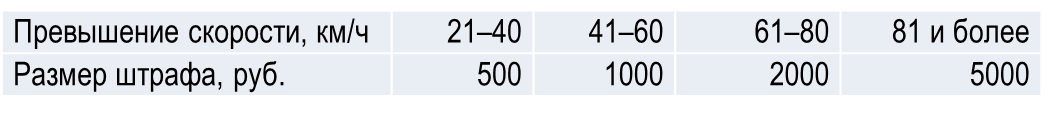 Превышение скорости, км/ч 21–40 41–60 61–80 81 и более
Размер штрафа, руб. 500 1000 2000 5000